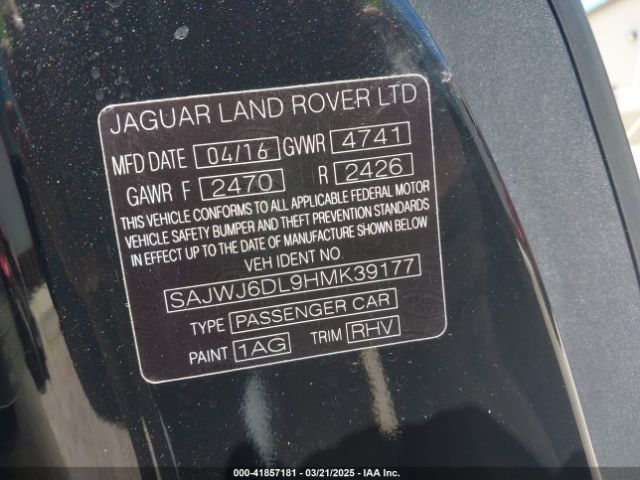 JAGUAR LAND ROVER LTD
MFD DATE 04/16 GVWR 4741
GAWR F 2470 R 2426
THIS VEHICLE CONFORMS TO ALL APPLICABLE FEDERAL MOTOR
VEHICLE SAFETY BUMPER AND THEFT PREVENTION STANDARDS
IN EFFECT UP TO THE DATE OF MANUFACTURE SHOWN BELOW
VEH IDENT NO.
SAJWJ6DL9HMK39177
TYPE PASSENGER CAR
PAINT 1AG TRIM RHV
000-41857181 - 03/21/2025 - IAA Inc.